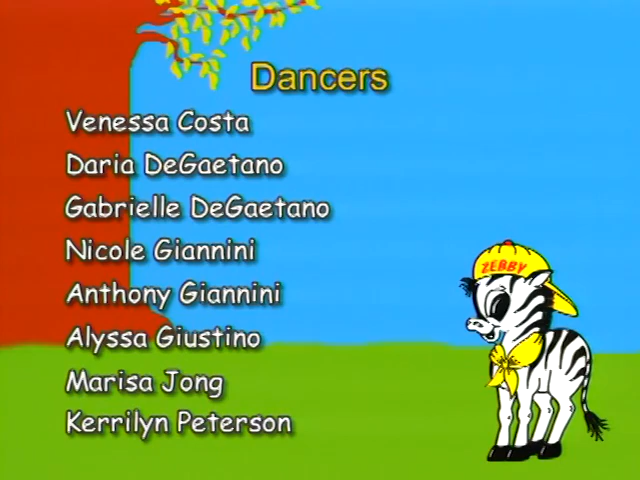 Dancers
Venessa Costa
Daria DeGaetano
Gabrielle DeGaetano
Nicole Giannini
Anthony Giannini
Alyssa Giustino
Marisa Jong
Kerrilyn Peterson
ZEBBY